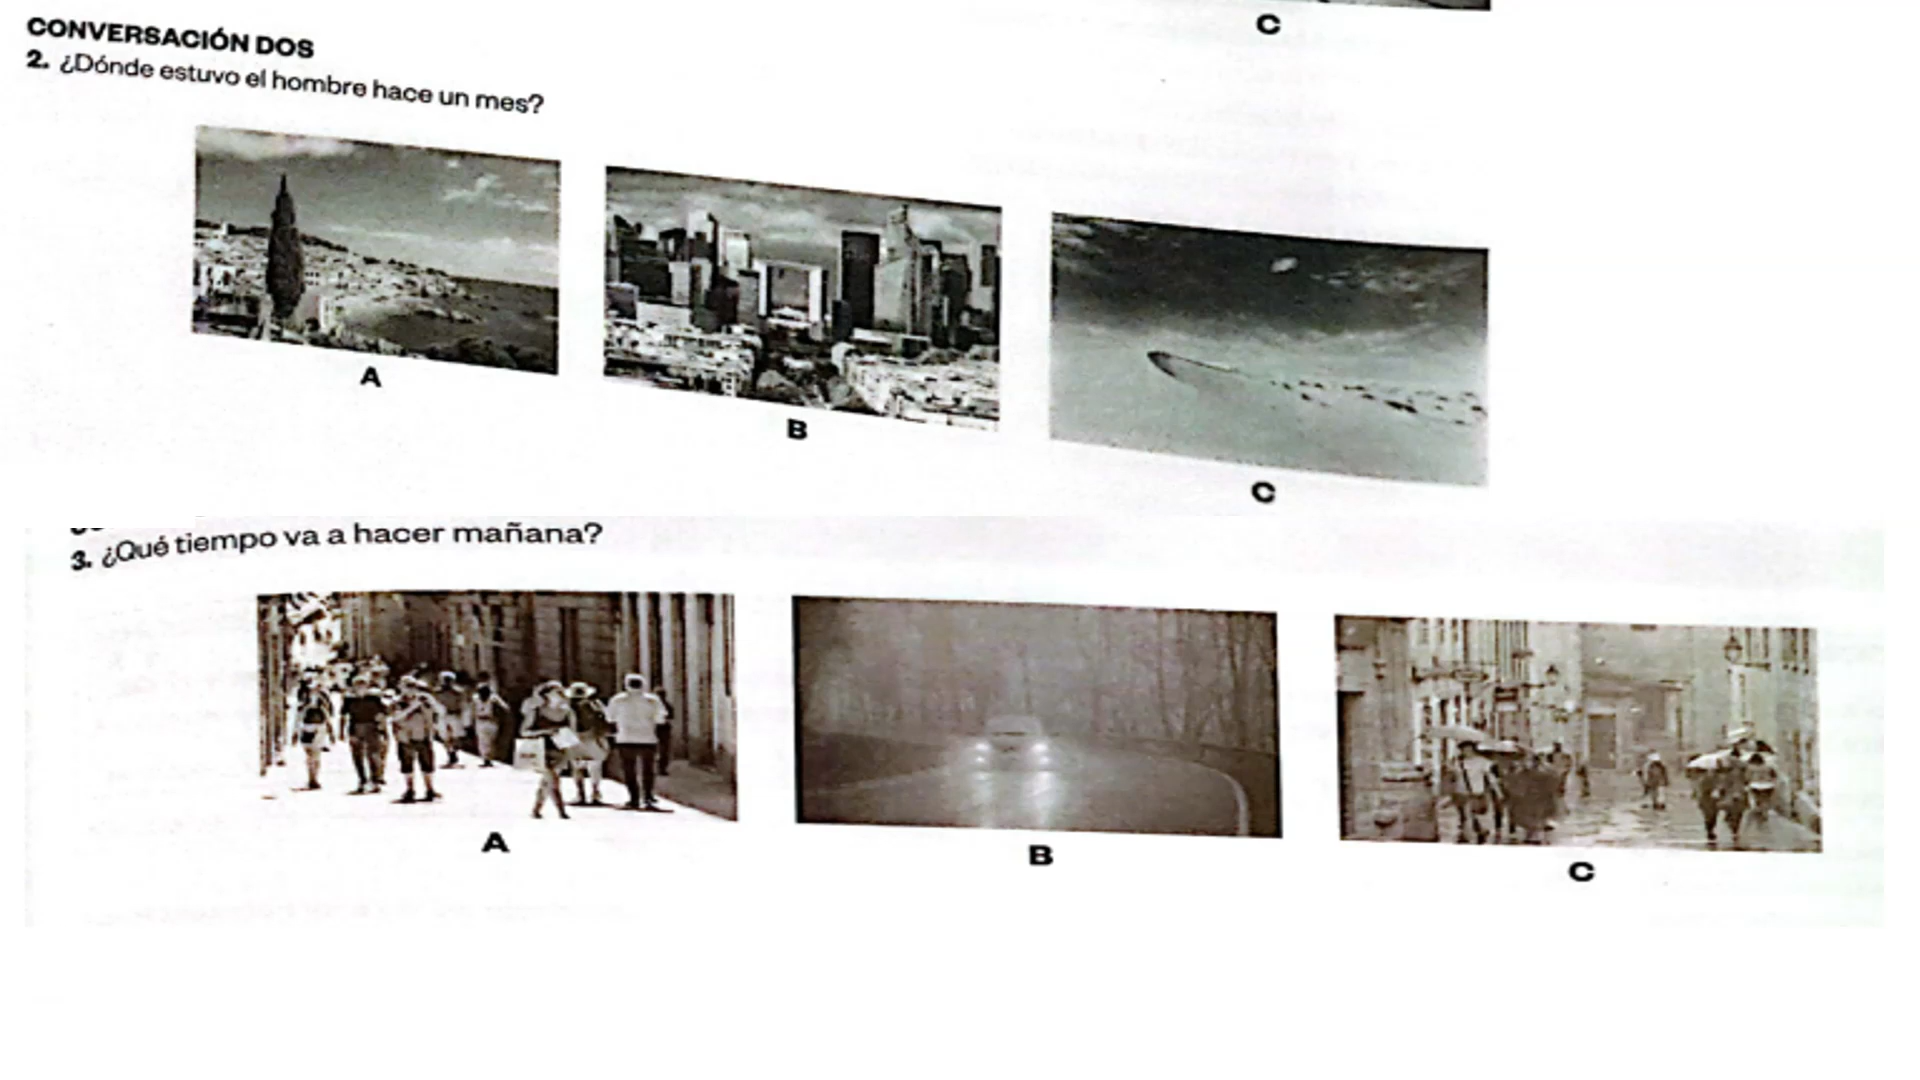 C
CONVERSACIÓN DOS
2. ¿Dónde estuvo el hombre hace un mes?
A
B
C
3. ¿Qué tiempo va a hacer mañana?
A
B
C